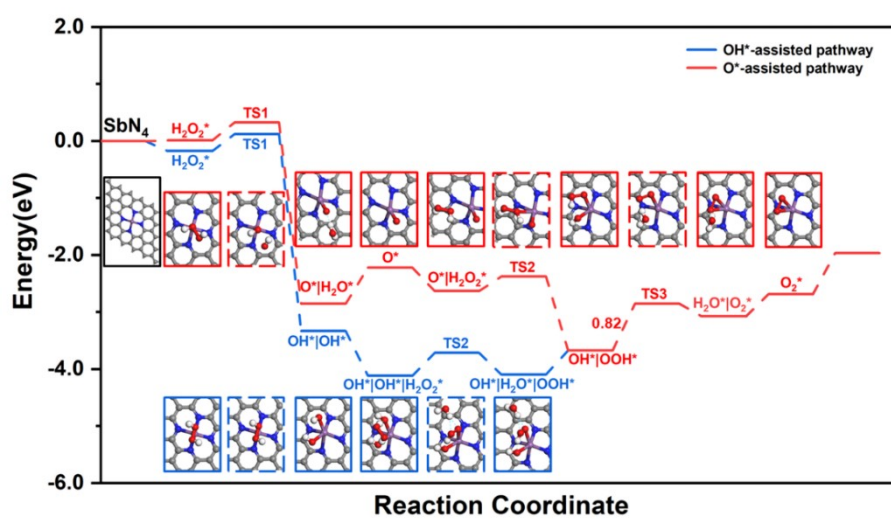 2.0
OH*-assisted pathway
O*-assisted pathway
SbN₄
H₂O₂*
TS1
0.0
H₂O₂*
TS1
Energy(eV)
-2.0
O*|H₂O*
O*
O*|H₂O₂*
TS2
0.82
TS3
H₂O*|O₂*
O₂*
OH*|OH*
OH*|OOH*
TS2
-4.0
OH*|OH*|H₂O₂*
OH*|H₂O*|OOH*
-6.0
Reaction Coordinate